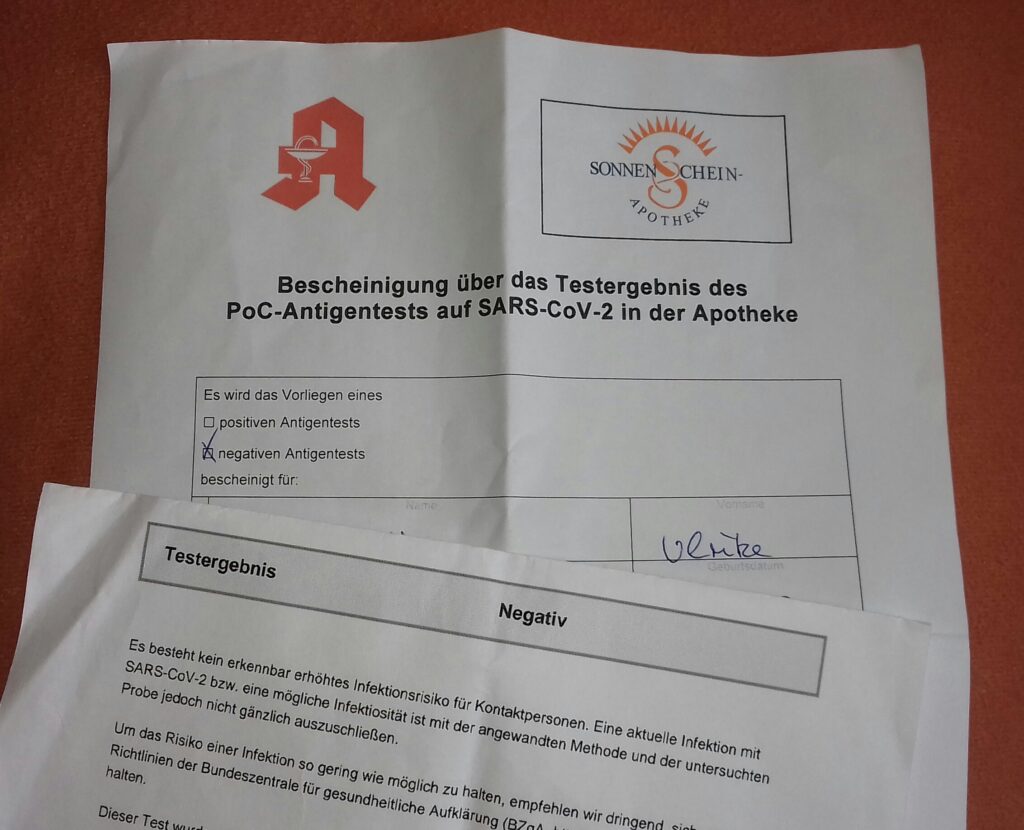 SONNENSCHEIN-
APOTHEKE
Bescheinigung über das Testergebnis des
PoC-Antigentests auf SARS-CoV-2 in der Apotheke
Es wird das Vorliegen eines
☐ positiven Antigentests
☒ negativen Antigentests
bescheinigt für:
Name
Vorname
Ulrike
Geburtsdatum
Testergebnis
Negativ
Es besteht kein erkennbar erhöhtes Infektionsrisiko für Kontaktpersonen. Eine aktuelle Infektion mit
SARS-CoV-2 bzw. eine mögliche Infektiosität ist mit der angewandten Methode und der untersuchten
Probe jedoch nicht gänzlich auszuschließen.
Um das Risiko einer Infektion so gering wie möglich zu halten, empfehlen wir dringend, sich
Richtlinien der Bundeszentrale für gesundheitliche Aufklärung (BZgA
halten.
Dieser Test